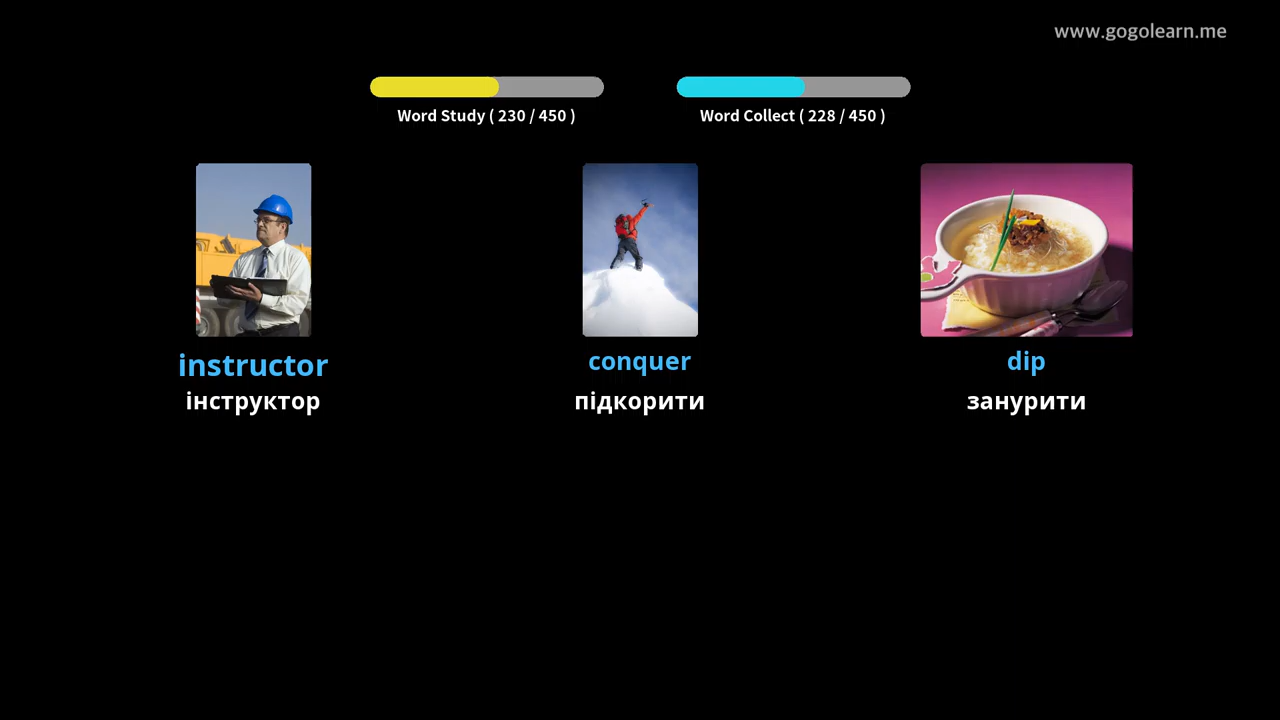 www.gogolearn.me
Word Study ( 230 / 450 )
Word Collect ( 228 / 450 )
instructor
інструктор
conquer
підкорити
dip
занурити